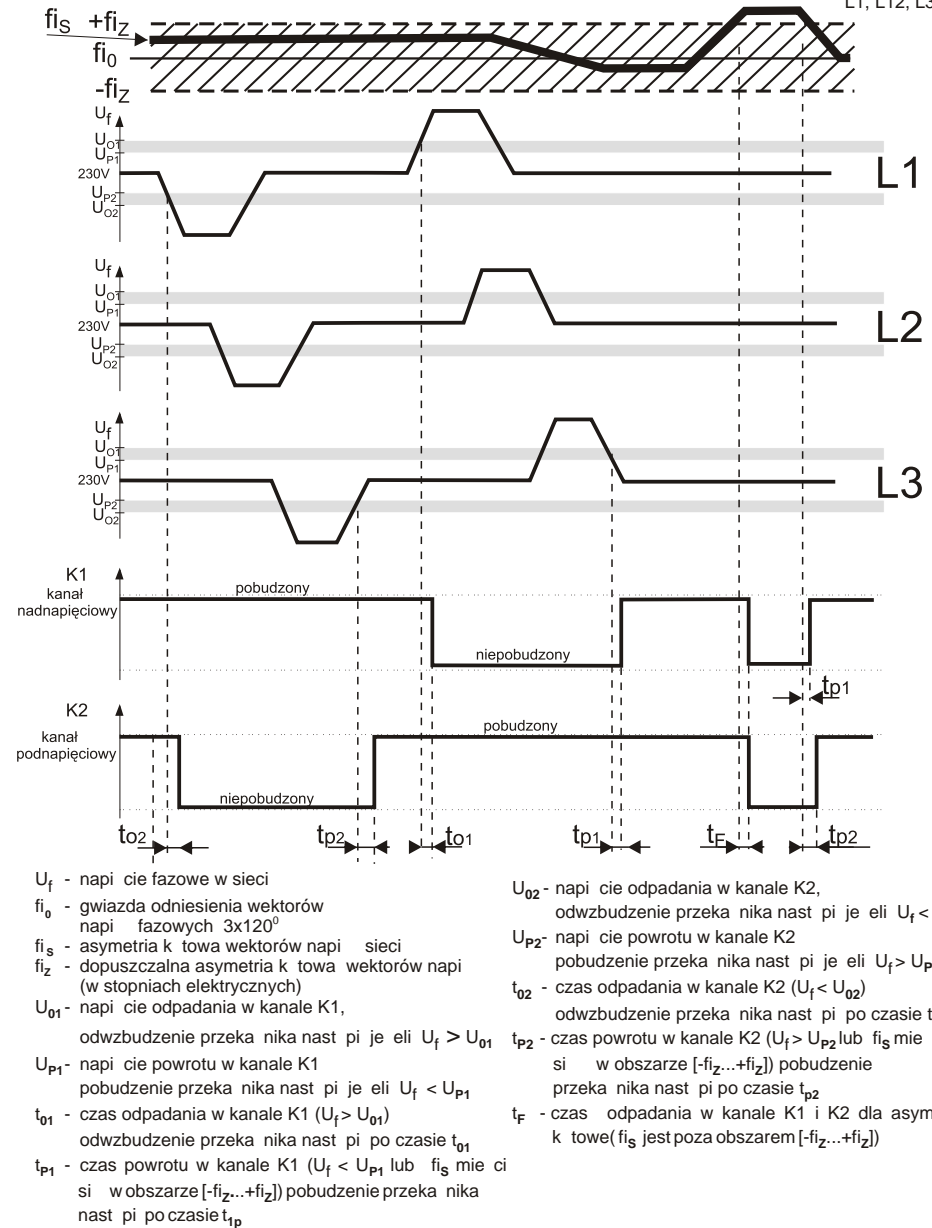 L1, L12, L3
fiS +fiZ
fi0
-fiZ
Uf
UO1
UP1
230V
UP2
UO2
L1
Uf
UO1
UP1
230V
UP2
UO2
L2
Uf
UO1
UP1
230V
UP2
UO2
L3
K1
kanał
nadnapięciowy
pobudzony
niepobudzony
tp1
K2
kanał
podnapięciowy
pobudzony
niepobudzony
to2 tp2 to1 tp1 tF tp2
Uf - napi cie fazowe w sieci
fi0 - gwiazda odniesienia wektorów
napi fazowych 3x120⁰
fiS - asymetria k towa wektorów napi sieci
fiZ - dopuszczalna asymetria k towa wektorów napi
(w stopniach elektrycznych)
U01 - napi cie odpadania w kanale K1,
odwzbudzenie przeka nika nast pi je eli Uf > U01
UP1 - napi cie powrotu w kanale K1
pobudzenie przeka nika nast pi je eli Uf < UP1
t01 - czas odpadania w kanale K1 (Uf > U01)
odwzbudzenie przeka nika nast pi po czasie t01
tP1 - czas powrotu w kanale K1 (Uf < UP1 lub fiS mie ci
si w obszarze [-fiZ...+fiZ]) pobudzenie przeka nika
nast pi po czasie t1p
U02 - napi cie odpadania w kanale K2,
odwzbudzenie przeka nika nast pi je eli Uf <
UP2 - napi cie powrotu w kanale K2
pobudzenie przeka nika nast pi je eli Uf > UP
t02 - czas odpadania w kanale K2 (Uf < U02)
odwzbudzenie przeka nika nast pi po czasie t
tP2 - czas powrotu w kanale K2 (Uf > UP2 lub fiS mie
si w obszarze [-fiZ...+fiZ]) pobudzenie
przeka nika nast pi po czasie tp2
tF - czas odpadania w kanale K1 i K2 dla asym
k towe( fiS jest poza obszarem [-fiZ...+fiZ])